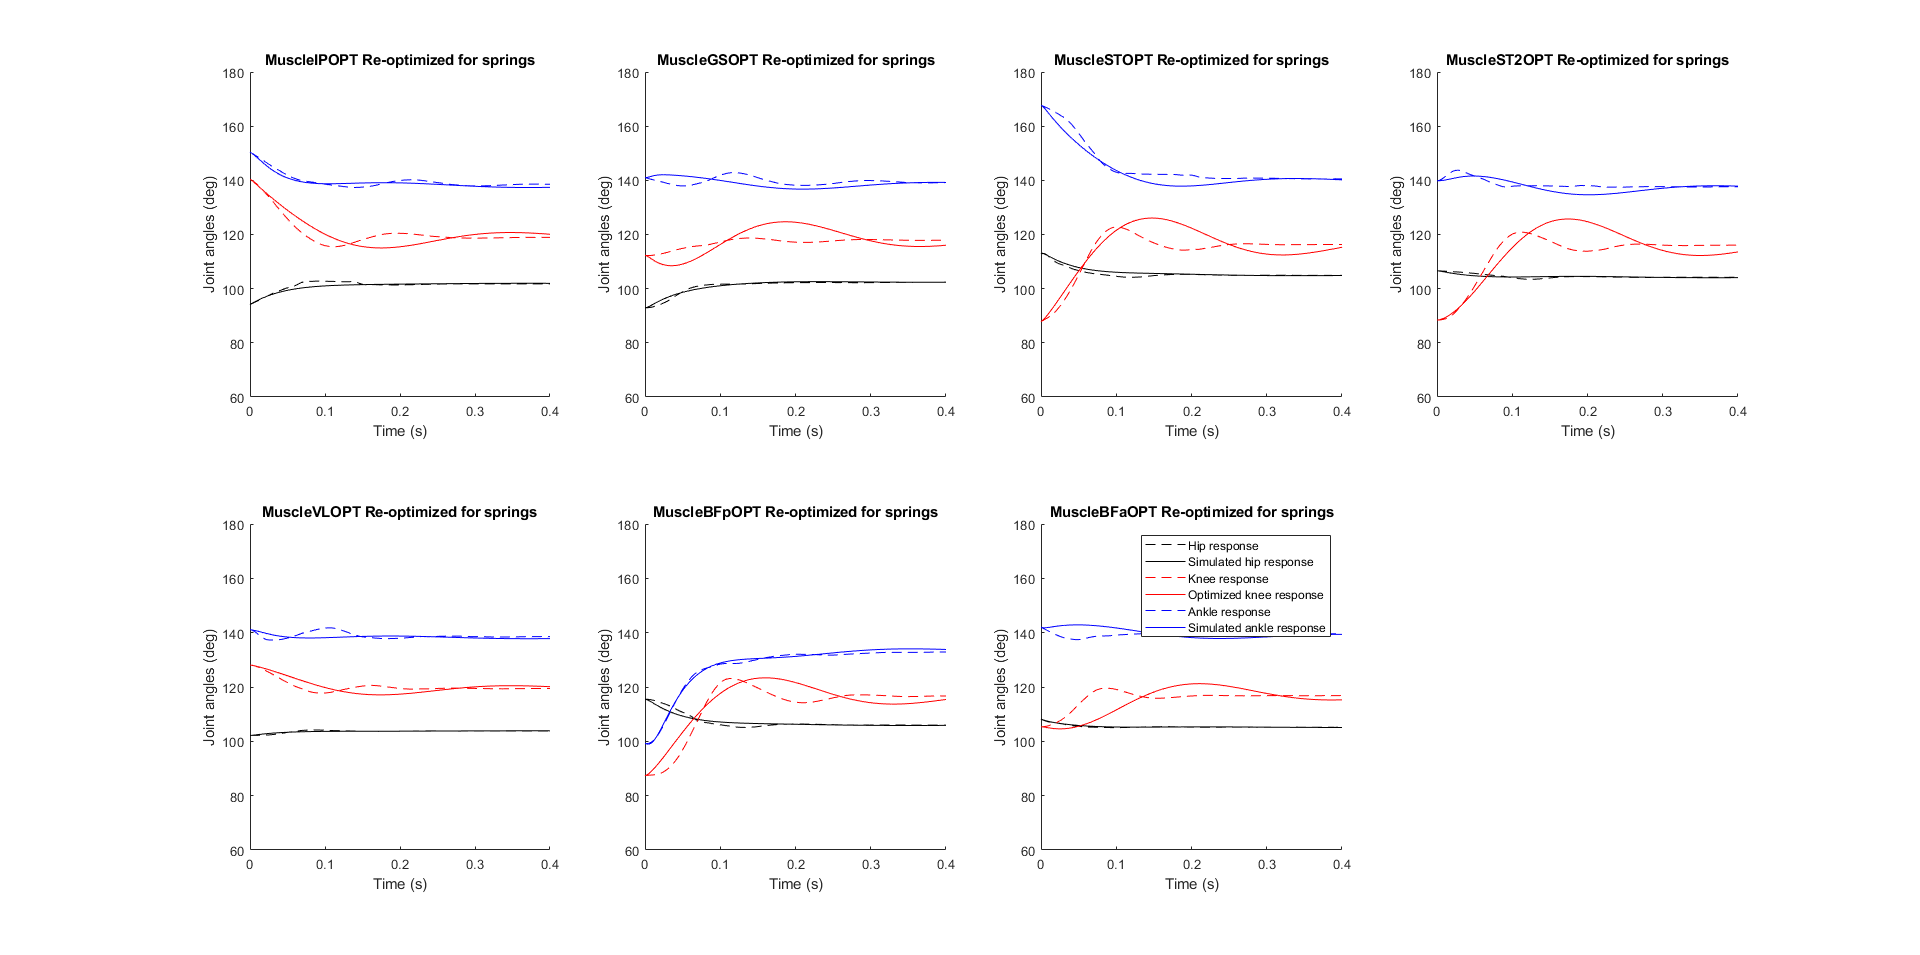 MuscleIPOPT Re-optimized for springs
180
160
140
120
100
80
60
Joint angles (deg)
0 0.1 0.2 0.3 0.4
Time (s)
MuscleGSOPT Re-optimized for springs
180
160
140
120
100
80
60
Joint angles (deg)
0 0.1 0.2 0.3 0.4
Time (s)
MuscleSTOPT Re-optimized for springs
180
160
140
120
100
80
60
Joint angles (deg)
0 0.1 0.2 0.3 0.4
Time (s)
MuscleST2OPT Re-optimized for springs
180
160
140
120
100
80
60
Joint angles (deg)
0 0.1 0.2 0.3 0.4
Time (s)
MuscleVLOPT Re-optimized for springs
180
160
140
120
100
80
60
Joint angles (deg)
0 0.1 0.2 0.3 0.4
Time (s)
MuscleBFpOPT Re-optimized for springs
180
160
140
120
100
80
60
Joint angles (deg)
0 0.1 0.2 0.3 0.4
Time (s)
MuscleBFaOPT Re-optimized for springs
180
160
140
120
100
80
60
Joint angles (deg)
0 0.1 0.2 0.3 0.4
Time (s)
Hip response
Simulated hip response
Knee response
Optimized knee response
Ankle response
Simulated ankle response